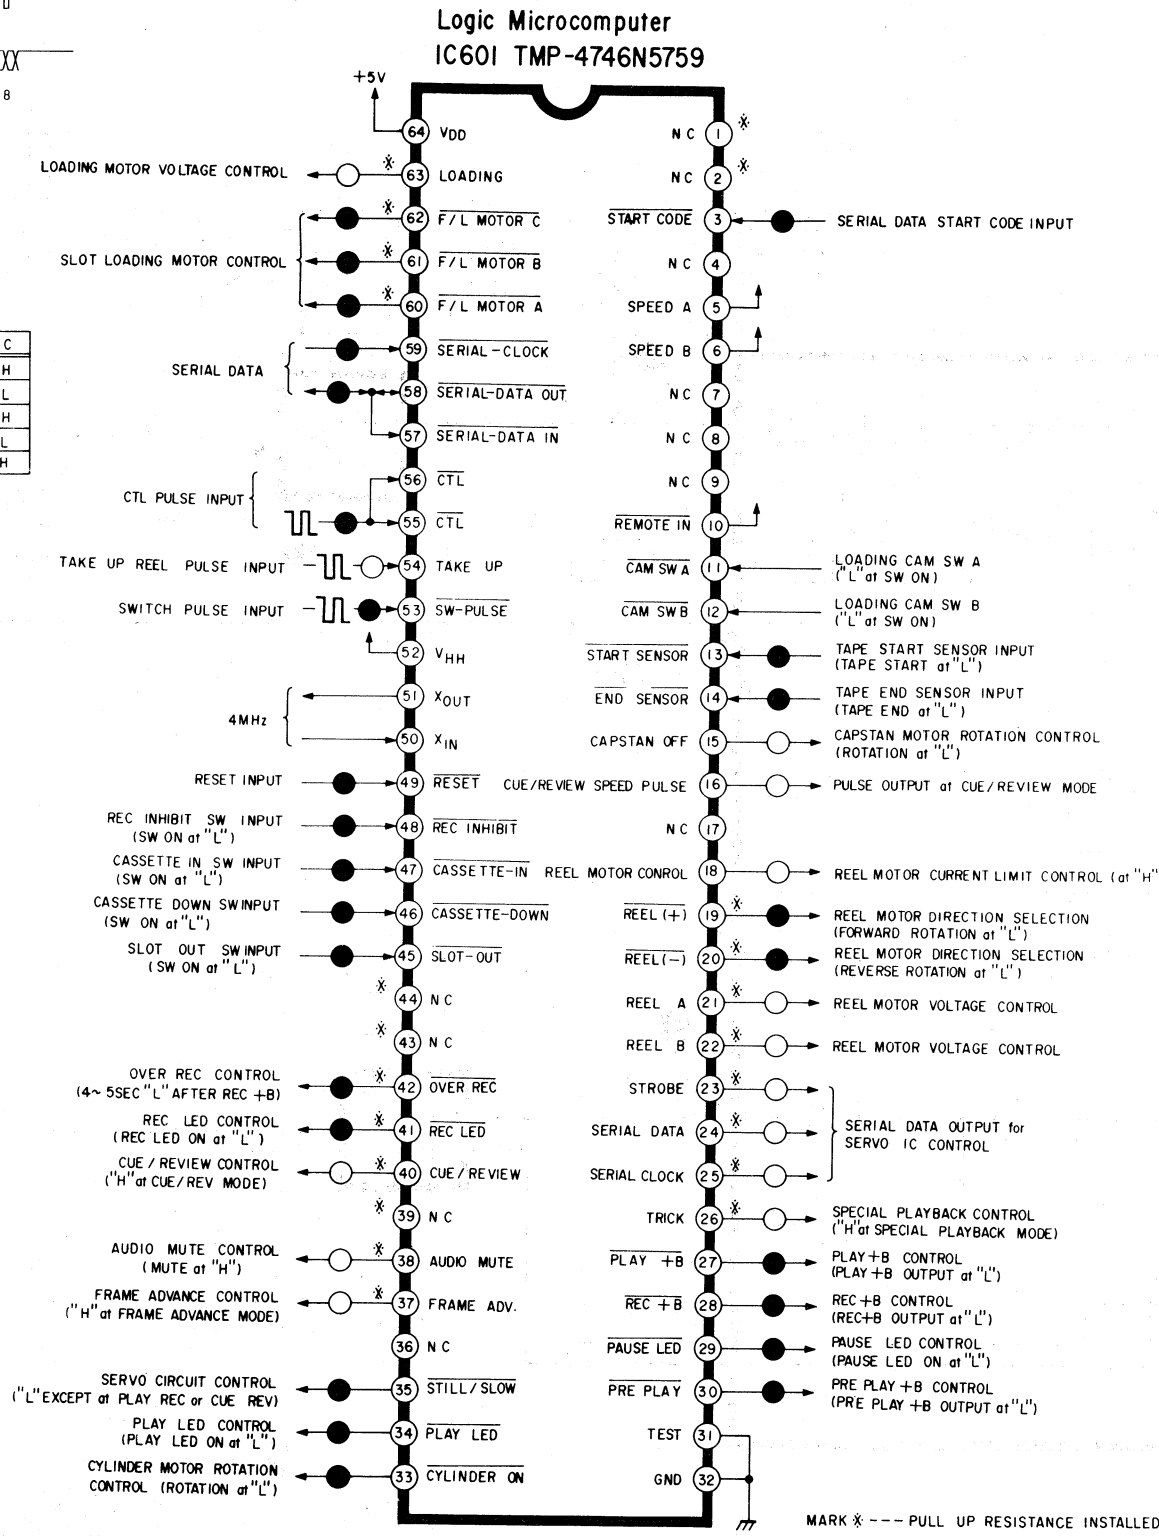 Logic Microcomputer
IC601 TMP-4746N5759
8
C
H
L
H
L
H
+5V
64 VDD
LOADING MOTOR VOLTAGE CONTROL ※ 63 LOADING
※ 62 F/L MOTOR C
SLOT LOADING MOTOR CONTROL ※ 61 F/L MOTOR B
※ 60 F/L MOTOR A
59 SERIAL-CLOCK
SERIAL DATA
58 SERIAL-DATA OUT
57 SERIAL-DATA IN
56 CTL
CTL PULSE INPUT
55 CTL
TAKE UP REEL PULSE INPUT 54 TAKE UP
SWITCH PULSE INPUT 53 SW-PULSE
52 VHH
51 XOUT
4MHz
50 XIN
RESET INPUT 49 RESET
REC INHIBIT SW INPUT
(SW ON at "L") 48 REC INHIBIT
CASSETTE IN SW INPUT
(SW ON at "L") 47 CASSETTE-IN
CASSETTE DOWN SWINPUT
(SW ON at "L") 46 CASSETTE-DOWN
SLOT OUT SWINPUT
(SW ON at "L") 45 SLOT-OUT
※ 44 NC
※ 43 NC
OVER REC CONTROL
(4~5SEC "L" AFTER REC +B) ※ 42 OVER REC
REC LED CONTROL
(REC LED ON at "L") ※ 41 REC LED
CUE / REVIEW CONTROL
("H" at CUE/REV MODE) ※ 40 CUE/REVIEW
※ 39 NC
AUDIO MUTE CONTROL
(MUTE at "H") ※ 38 AUDIO MUTE
FRAME ADVANCE CONTROL
("H" at FRAME ADVANCE MODE) ※ 37 FRAME ADV.
36 NC
SERVO CIRCUIT CONTROL
("L" EXCEPT at PLAY REC or CUE REV) 35 STILL/SLOW
PLAY LED CONTROL
(PLAY LED ON at "L") 34 PLAY LED
CYLINDER MOTOR ROTATION
CONTROL (ROTATION at "L") 33 CYLINDER ON
NC 1 ※
NC 2 ※
START CODE 3 SERIAL DATA START CODE INPUT
NC 4
SPEED A 5
SPEED B 6
NC 7
NC 8
NC 9
REMOTE IN 10
CAM SW A 11 LOADING CAM SW A
("L" at SW ON)
CAM SW B 12 LOADING CAM SW B
("L" at SW ON)
START SENSOR 13 TAPE START SENSOR INPUT
(TAPE START at "L")
END SENSOR 14 TAPE END SENSOR INPUT
(TAPE END at "L")
CAPSTAN OFF 15 CAPSTAN MOTOR ROTATION CONTROL
(ROTATION at "L")
CUE/REVIEW SPEED PULSE 16 PULSE OUTPUT at CUE/REVIEW MODE
NC 17
REEL MOTOR CONROL 18 REEL MOTOR CURRENT LIMIT CONTROL (at "H"
REEL (+) 19 ※ REEL MOTOR DIRECTION SELECTION
(FORWARD ROTATION at "L")
REEL (-) 20 ※ REEL MOTOR DIRECTION SELECTION
(REVERSE ROTATION at "L")
REEL A 21 ※ REEL MOTOR VOLTAGE CONTROL
REEL B 22 ※ REEL MOTOR VOLTAGE CONTROL
STROBE 23 ※
SERIAL DATA 24 ※ SERIAL DATA OUTPUT for
SERVO IC CONTROL
SERIAL CLOCK 25 ※
TRICK 26 ※ SPECIAL PLAYBACK CONTROL
("H" at SPECIAL PLAYBACK MODE)
PLAY +B 27 PLAY+B CONTROL
(PLAY+B OUTPUT at "L")
REC +B 28 REC+B CONTROL
(REC+B OUTPUT at "L")
PAUSE LED 29 PAUSE LED CONTROL
(PAUSE LED ON at "L")
PRE PLAY 30 PRE PLAY +B CONTROL
(PRE PLAY +B OUTPUT at "L")
TEST 31
GND 32
MARK ※ --- PULL UP RESISTANCE INSTALLED